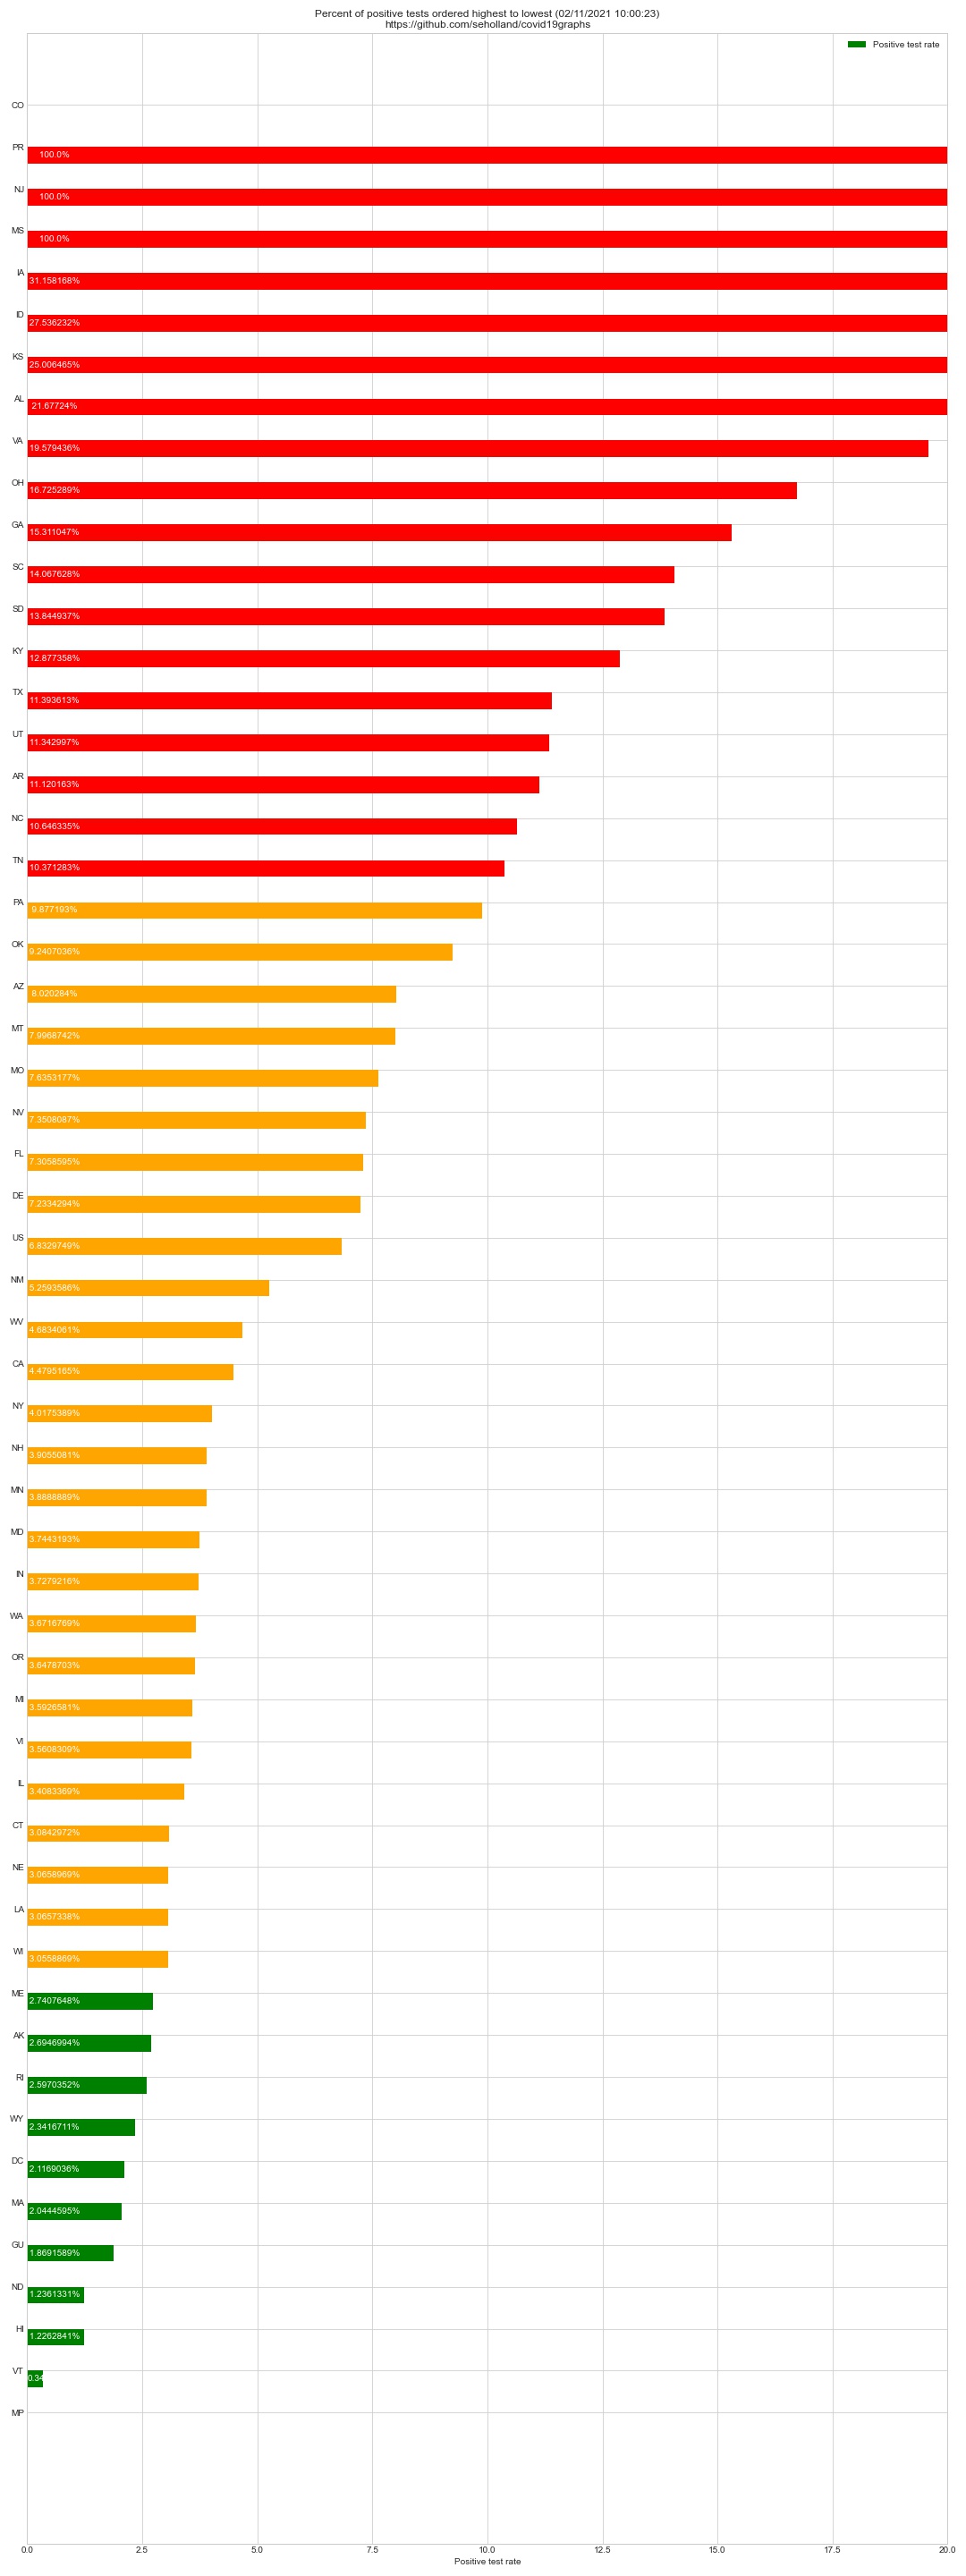 Percent of positive tests ordered highest to lowest (02/11/2021 10:00:23)
https://github.com/seholland/covid19graphs
Positive test rate
CO
PR 100.0%
NJ 100.0%
MS 100.0%
IA 31.158168%
ID 27.536232%
KS 25.006465%
AL 21.67724%
VA 19.579436%
OH 16.725289%
GA 15.311047%
SC 14.067628%
SD 13.844937%
KY 12.877358%
TX 11.393613%
UT 11.342997%
AR 11.120163%
NC 10.646335%
TN 10.371283%
PA 9.877193%
OK 9.2407036%
AZ 8.020284%
MT 7.9968742%
MO 7.6353177%
NV 7.3508087%
FL 7.3058595%
DE 7.2334294%
US 6.8329749%
NM 5.2593586%
WV 4.6834061%
CA 4.4795165%
NY 4.0175389%
NH 3.9055081%
MN 3.8888889%
MD 3.7443193%
IN 3.7279216%
WA 3.6716769%
OR 3.6478703%
MI 3.5926581%
VI 3.5608309%
IL 3.4083369%
CT 3.0842972%
NE 3.0658969%
LA 3.0657338%
WI 3.0558869%
ME 2.7407648%
AK 2.6946994%
RI 2.5970352%
WY 2.3416711%
DC 2.1169036%
MA 2.0444595%
GU 1.8691589%
ND 1.2361331%
HI 1.2262841%
VT 0.34
MP
0.0 2.5 5.0 7.5 10.0 12.5 15.0 17.5 20.0
Positive test rate